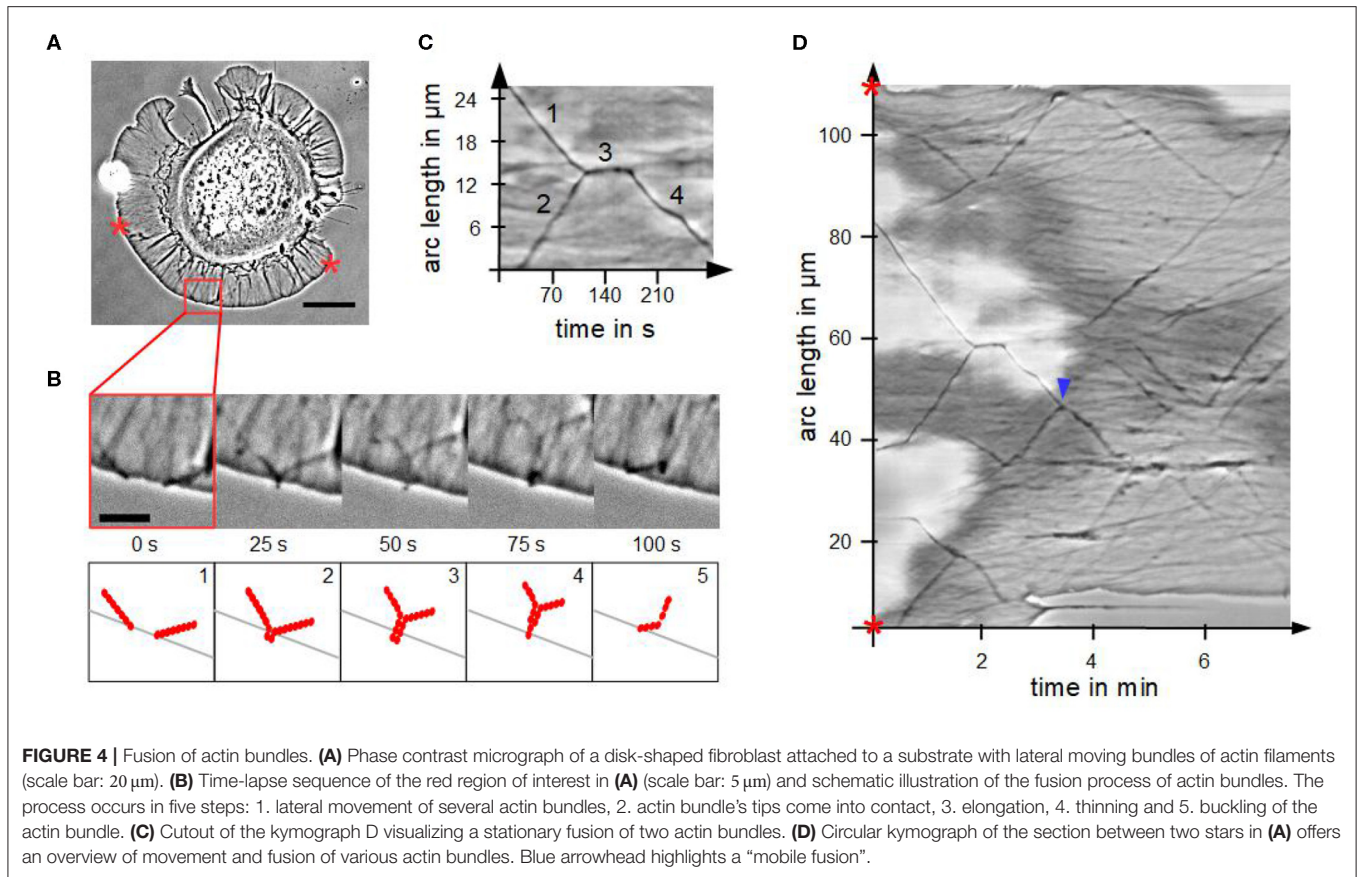 A
B
0 s 25 s 50 s 75 s 100 s
1 2 3 4 5
C
arc length in µm
24
18
12
6
1
2
3
4
70 140 210
time in s
D
arc length in µm
100
80
60
40
20
2 4 6
time in min
FIGURE 4 | Fusion of actin bundles. (A) Phase contrast micrograph of a disk-shaped fibroblast attached to a substrate with lateral moving bundles of actin filaments
(scale bar: 20 µm). (B) Time-lapse sequence of the red region of interest in (A) (scale bar: 5 µm) and schematic illustration of the fusion process of actin bundles. The
process occurs in five steps: 1. lateral movement of several actin bundles, 2. actin bundle's tips come into contact, 3. elongation, 4. thinning and 5. buckling of the
actin bundle. (C) Cutout of the kymograph D visualizing a stationary fusion of two actin bundles. (D) Circular kymograph of the section between two stars in (A) offers
an overview of movement and fusion of various actin bundles. Blue arrowhead highlights a “mobile fusion”.